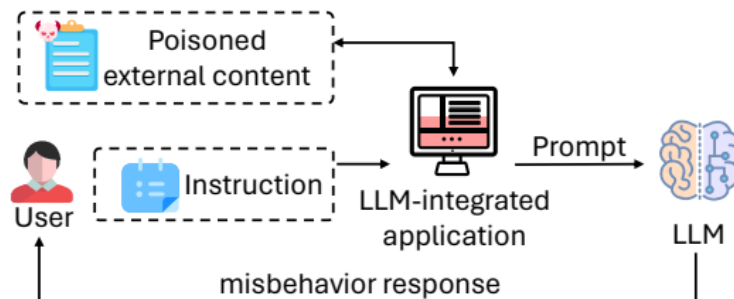 Poisoned
external content
Instruction
User
LLM-integrated
application
Prompt
LLM
misbehavior response